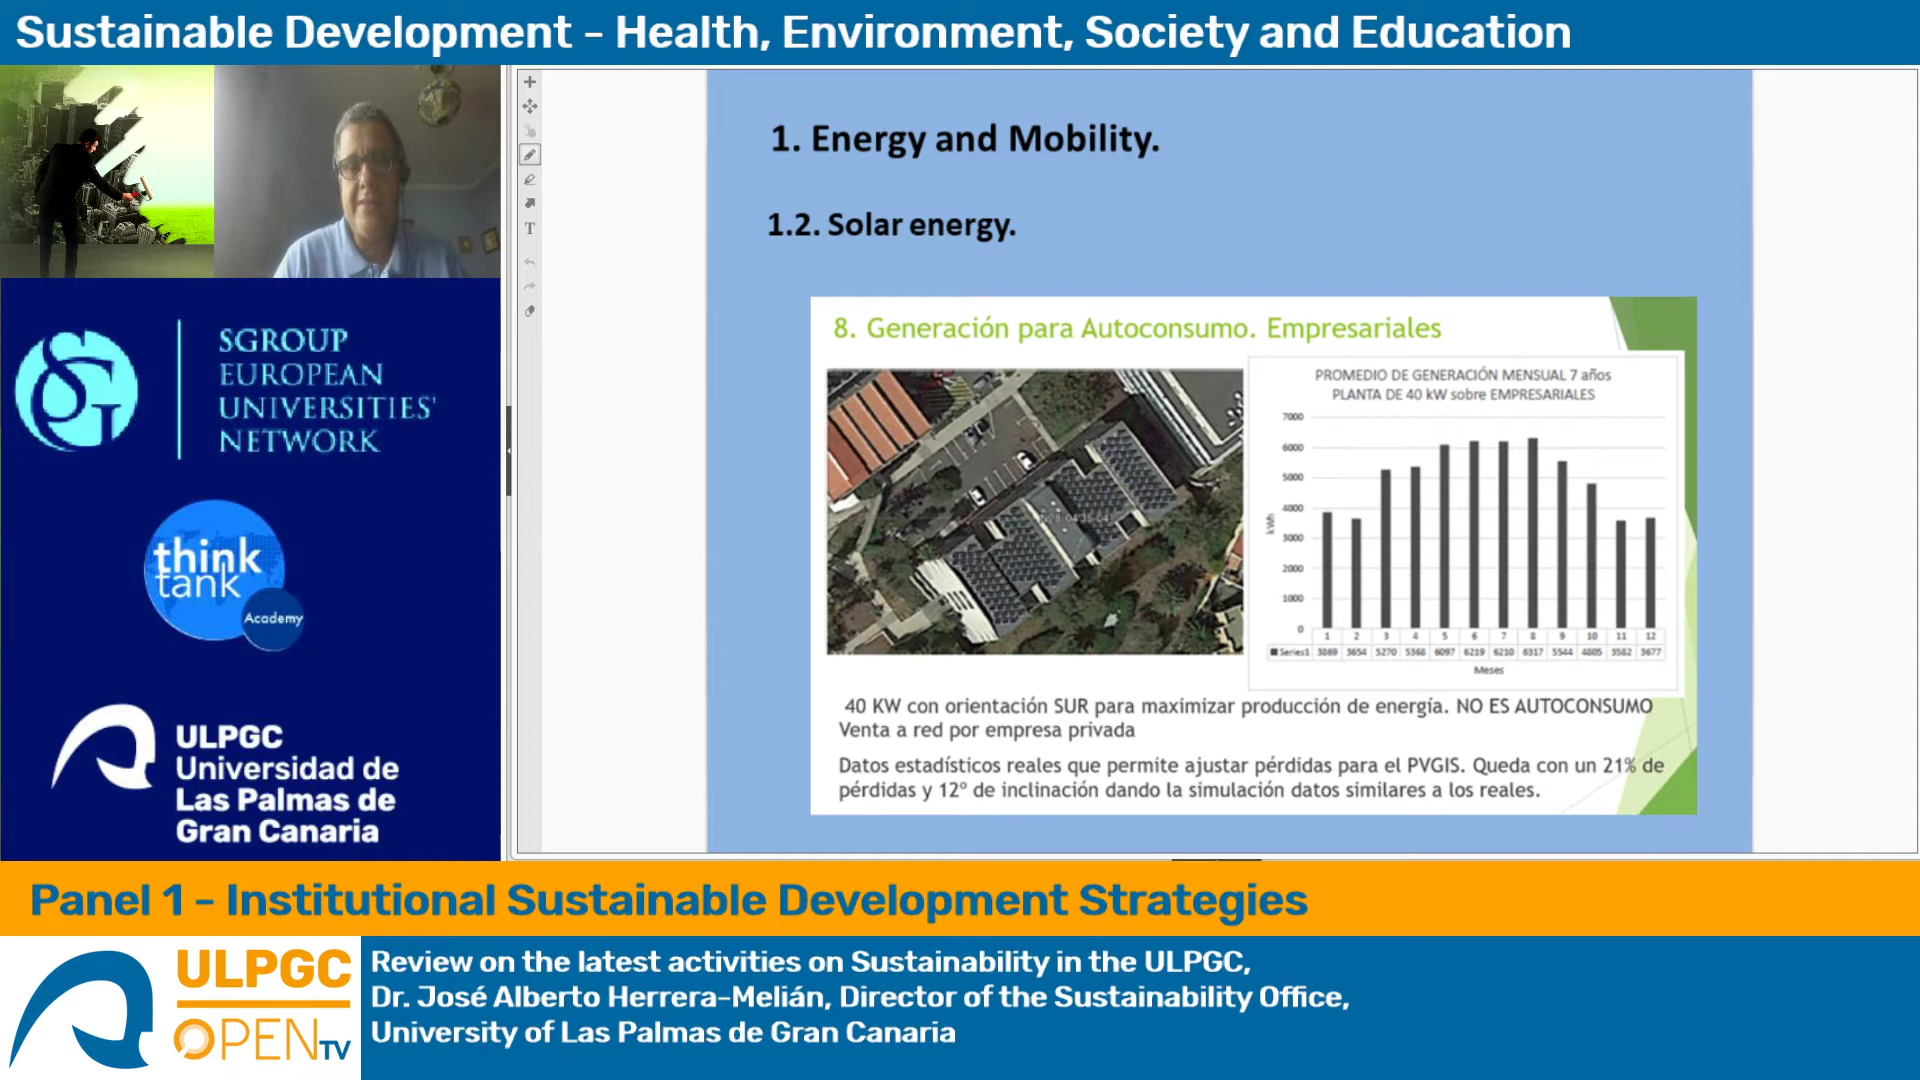 Sustainable Development - Health, Environment, Society and Education
SGROUP
EUROPEAN
UNIVERSITIES'
NETWORK
think
tank
Academy
ULPGC
Universidad de
Las Palmas de
Gran Canaria
T
1. Energy and Mobility.
1.2. Solar energy.
8. Generación para Autoconsumo. Empresariales
PROMEDIO DE GENERACIÓN MENSUAL 7 años
PLANTA DE 40 kW sobre EMPRESARIALES
7000
6000
5000
4000
3000
2000
1000
0
kWh
1 2 3 4 5 6 7 8 9 10 11 12
Series1 3869 3654 5270 5368 6097 6219 6210 6317 5544 4805 3582 3677
Meses
40 KW con orientación SUR para maximizar producción de energía. NO ES AUTOCONSUMO
Venta a red por empresa privada
Datos estadísticos reales que permite ajustar pérdidas para el PVGIS. Queda con un 21% de
pérdidas y 12º de inclinación dando la simulación datos similares a los reales.
Panel 1 - Institutional Sustainable Development Strategies
ULPGC
OPEN TV
Review on the latest activities on Sustainability in the ULPGC,
Dr. José Alberto Herrera-Melián, Director of the Sustainability Office,
University of Las Palmas de Gran Canaria